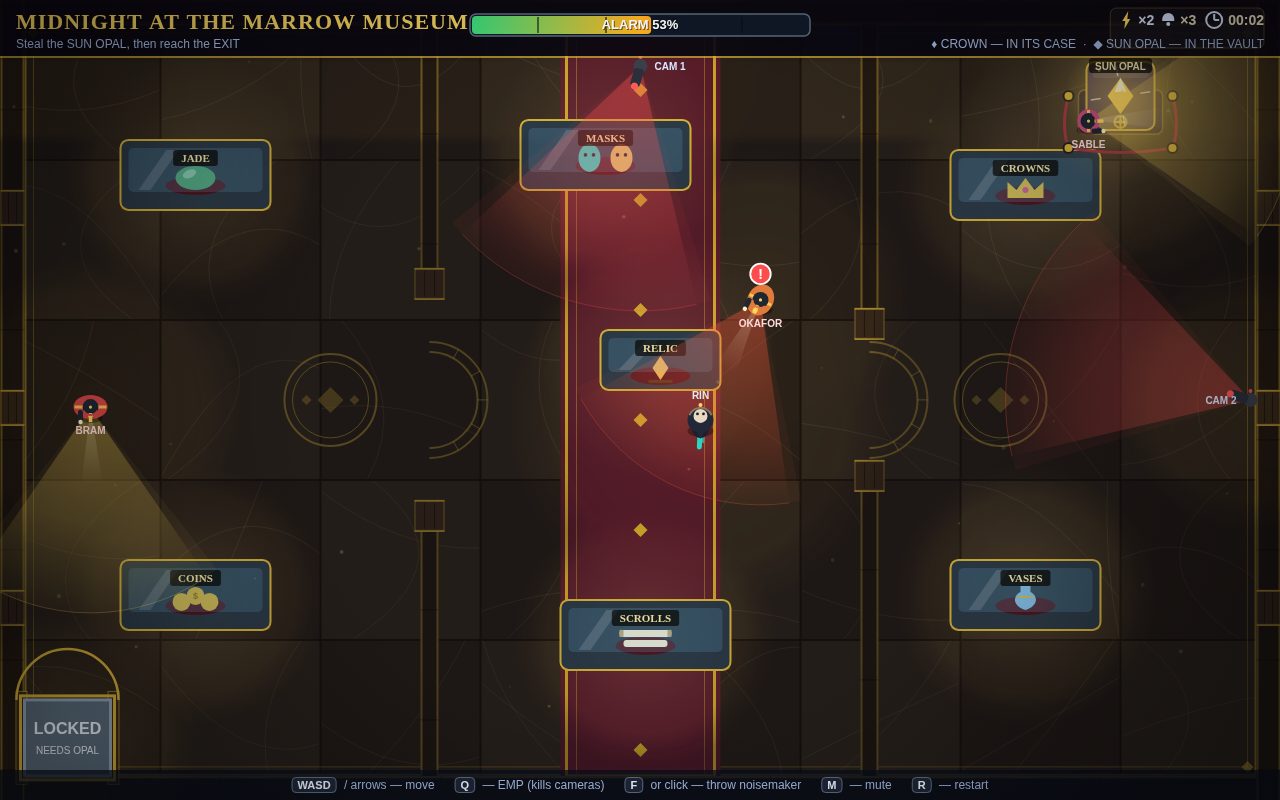 MIDNIGHT AT THE MARROW MUSEUM
ALARM 53%
×2 ×3 00:02
Steal the SUN OPAL, then reach the EXIT
♦ CROWN — IN ITS CASE · ◆ SUN OPAL — IN THE VAULT
CAM 1
SUN OPAL
MASKS
SABLE
JADE
CROWNS
!
OKAFOR
RELIC
RIN
CAM 2
BRAM
COINS
$
VASES
SCROLLS
LOCKED
NEEDS OPAL
WASD / arrows — move Q — EMP (kills cameras) F or click — throw noisemaker M — mute R — restart